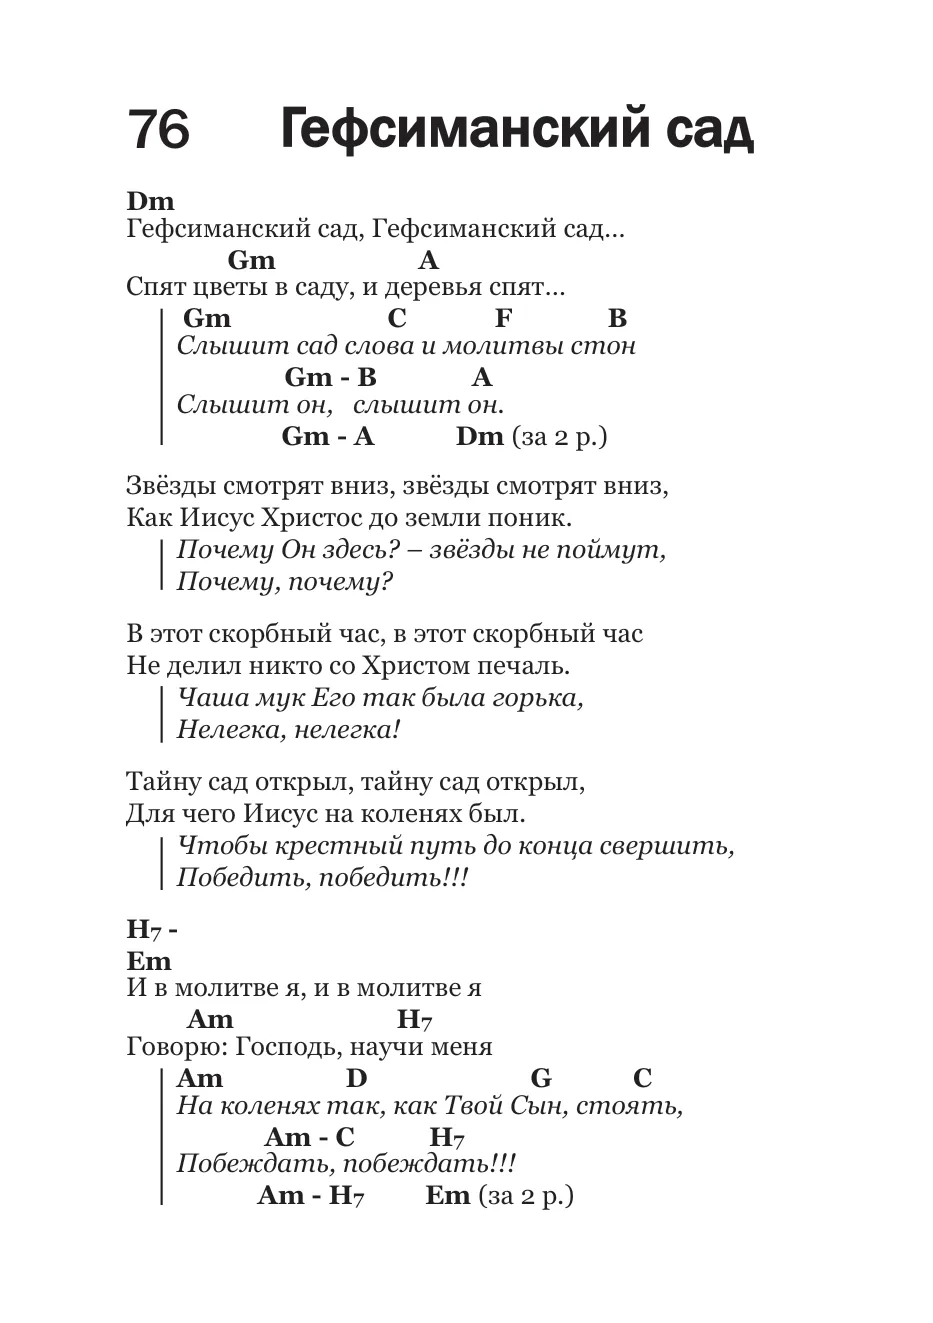 76 Гефсиманский сад
Dm
Гефсиманский сад, Гефсиманский сад...
Gm A
Спят цветы в саду, и деревья спят...
Gm C F B
Слышит сад слова и молитвы стон
Gm - B A
Слышит он, слышит он.
Gm - A Dm (за 2 р.)
Звёзды смотрят вниз, звёзды смотрят вниз,
Как Иисус Христос до земли поник.
Почему Он здесь? – звёзды не поймут,
Почему, почему?
В этот скорбный час, в этот скорбный час
Не делил никто со Христом печаль.
Чаша мук Его так была горька,
Нелегка, нелегка!
Тайну сад открыл, тайну сад открыл,
Для чего Иисус на коленях был.
Чтобы крестный путь до конца свершить,
Победить, победить!!!
H7 -
Em
И в молитве я, и в молитве я
Am H7
Говорю: Господь, научи меня
Am D G C
На коленях так, как Твой Сын, стоять,
Am - C H7
Побеждать, побеждать!!!
Am - H7 Em (за 2 р.)